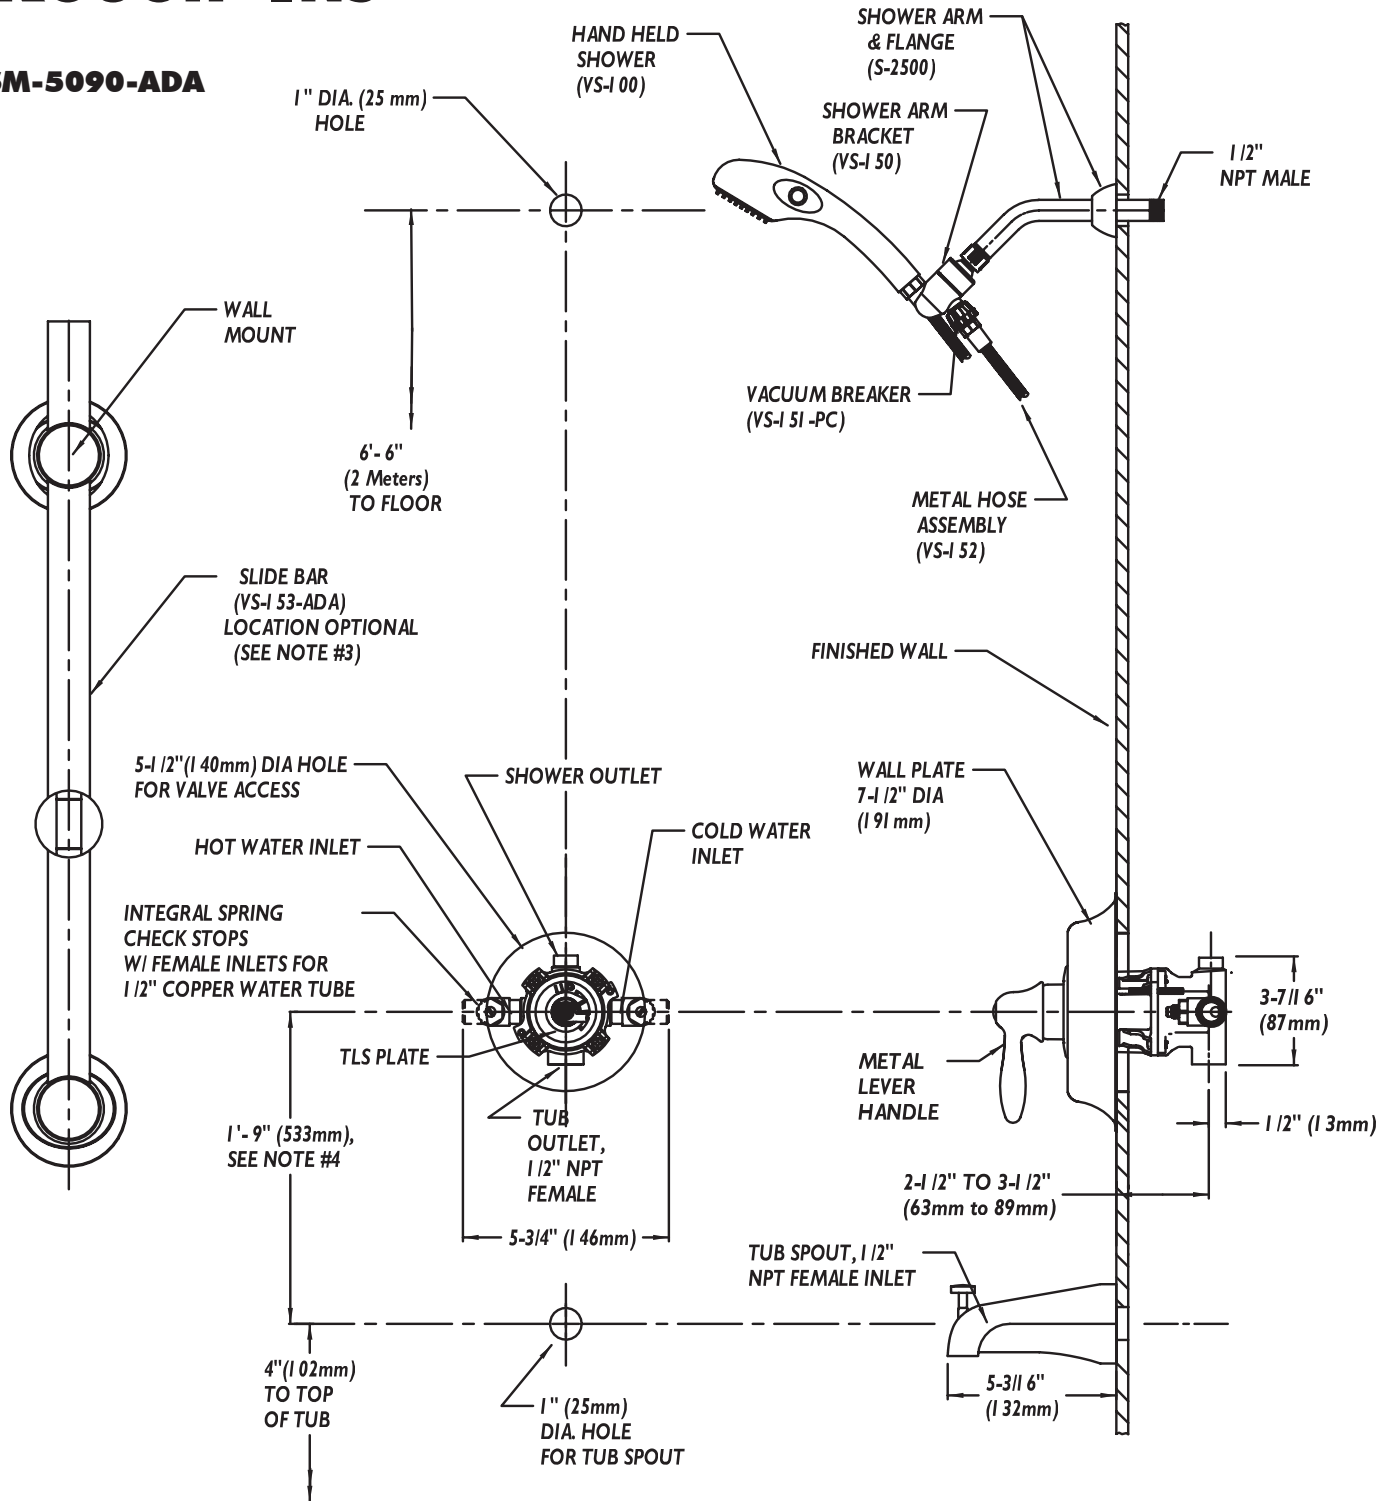 SM-5090-ADA
HAND HELD
SHOWER
(VS-100)
SHOWER ARM
& FLANGE
(S-2500)
1" DIA. (25 mm)
HOLE
SHOWER ARM
BRACKET
(VS-150)
1/2"
NPT MALE
WALL
MOUNT
VACUUM BREAKER
(VS-151-PC)
6'- 6"
(2 Meters)
TO FLOOR
METAL HOSE
ASSEMBLY
(VS-152)
SLIDE BAR
(VS-153-ADA)
LOCATION OPTIONAL
(SEE NOTE #3)
FINISHED WALL
5-1/2"(140mm) DIA HOLE
FOR VALVE ACCESS
SHOWER OUTLET
WALL PLATE
7-1/2" DIA
(191 mm)
HOT WATER INLET
COLD WATER
INLET
INTEGRAL SPRING
CHECK STOPS
W/ FEMALE INLETS FOR
1/2" COPPER WATER TUBE
UP
3-7/16"
(87mm)
TLS PLATE
METAL
LEVER
HANDLE
TUB
OUTLET,
1/2" NPT
FEMALE
1'- 9" (533mm),
SEE NOTE #4
1/2" (13mm)
2-1/2" TO 3-1/2"
(63mm to 89mm)
5-3/4" (146mm)
TUB SPOUT, 1/2"
NPT FEMALE INLET
4"(102mm)
TO TOP
OF TUB
5-3/16"
(132mm)
1" (25mm)
DIA. HOLE
FOR TUB SPOUT